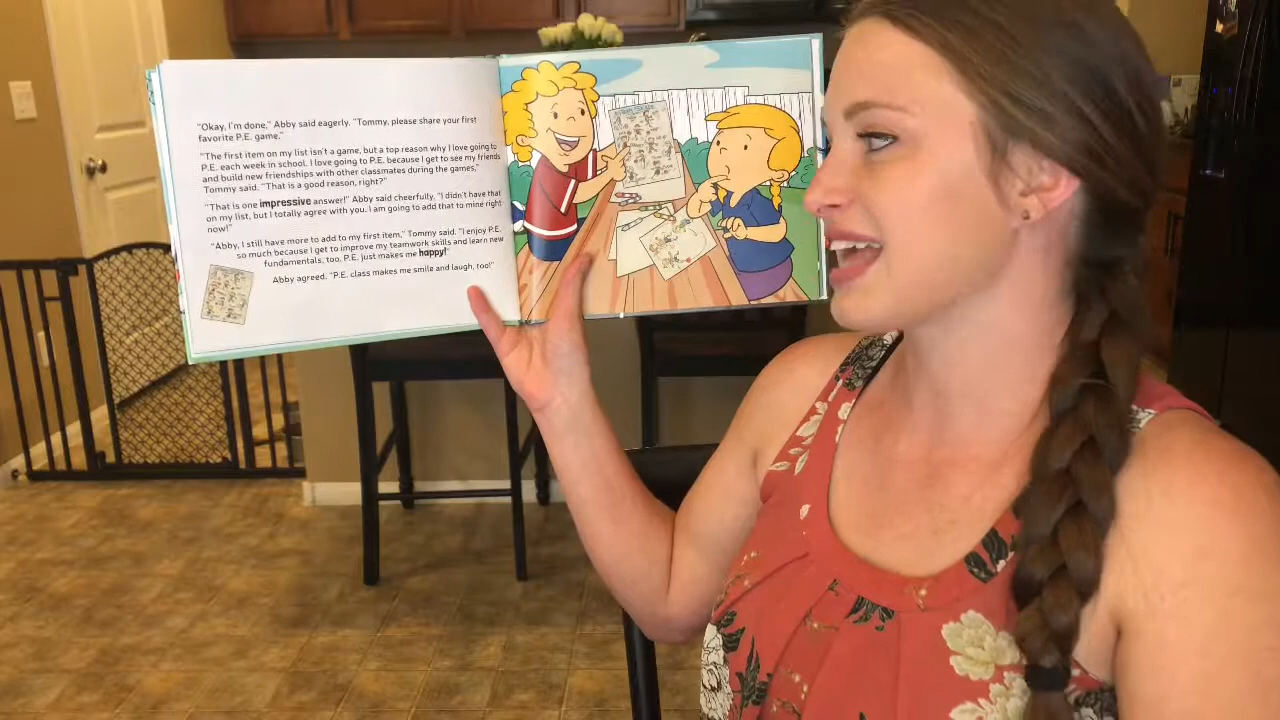 "Okay, I'm done," Abby said eagerly. "Tommy, please share your first
favorite P.E. game."
"The first item on my list isn't a game, but a top reason why I love going to
P.E. each week in school. I love going to P.E. because I get to see my friends
and build new friendships with other classmates during the games,"
Tommy said. "That is a good reason, right?"
"That is one impressive answer!" Abby said cheerfully. "I didn't have that
on my list, but I totally agree with you. I am going to add that to mine right
now!"
"Abby, I still have more to add to my first item," Tommy said. "I enjoy P.E.
so much because I get to improve my teamwork skills and learn new
fundamentals, too. P.E. just makes me happy!"
Abby agreed. "P.E. class makes me smile and laugh, too!"